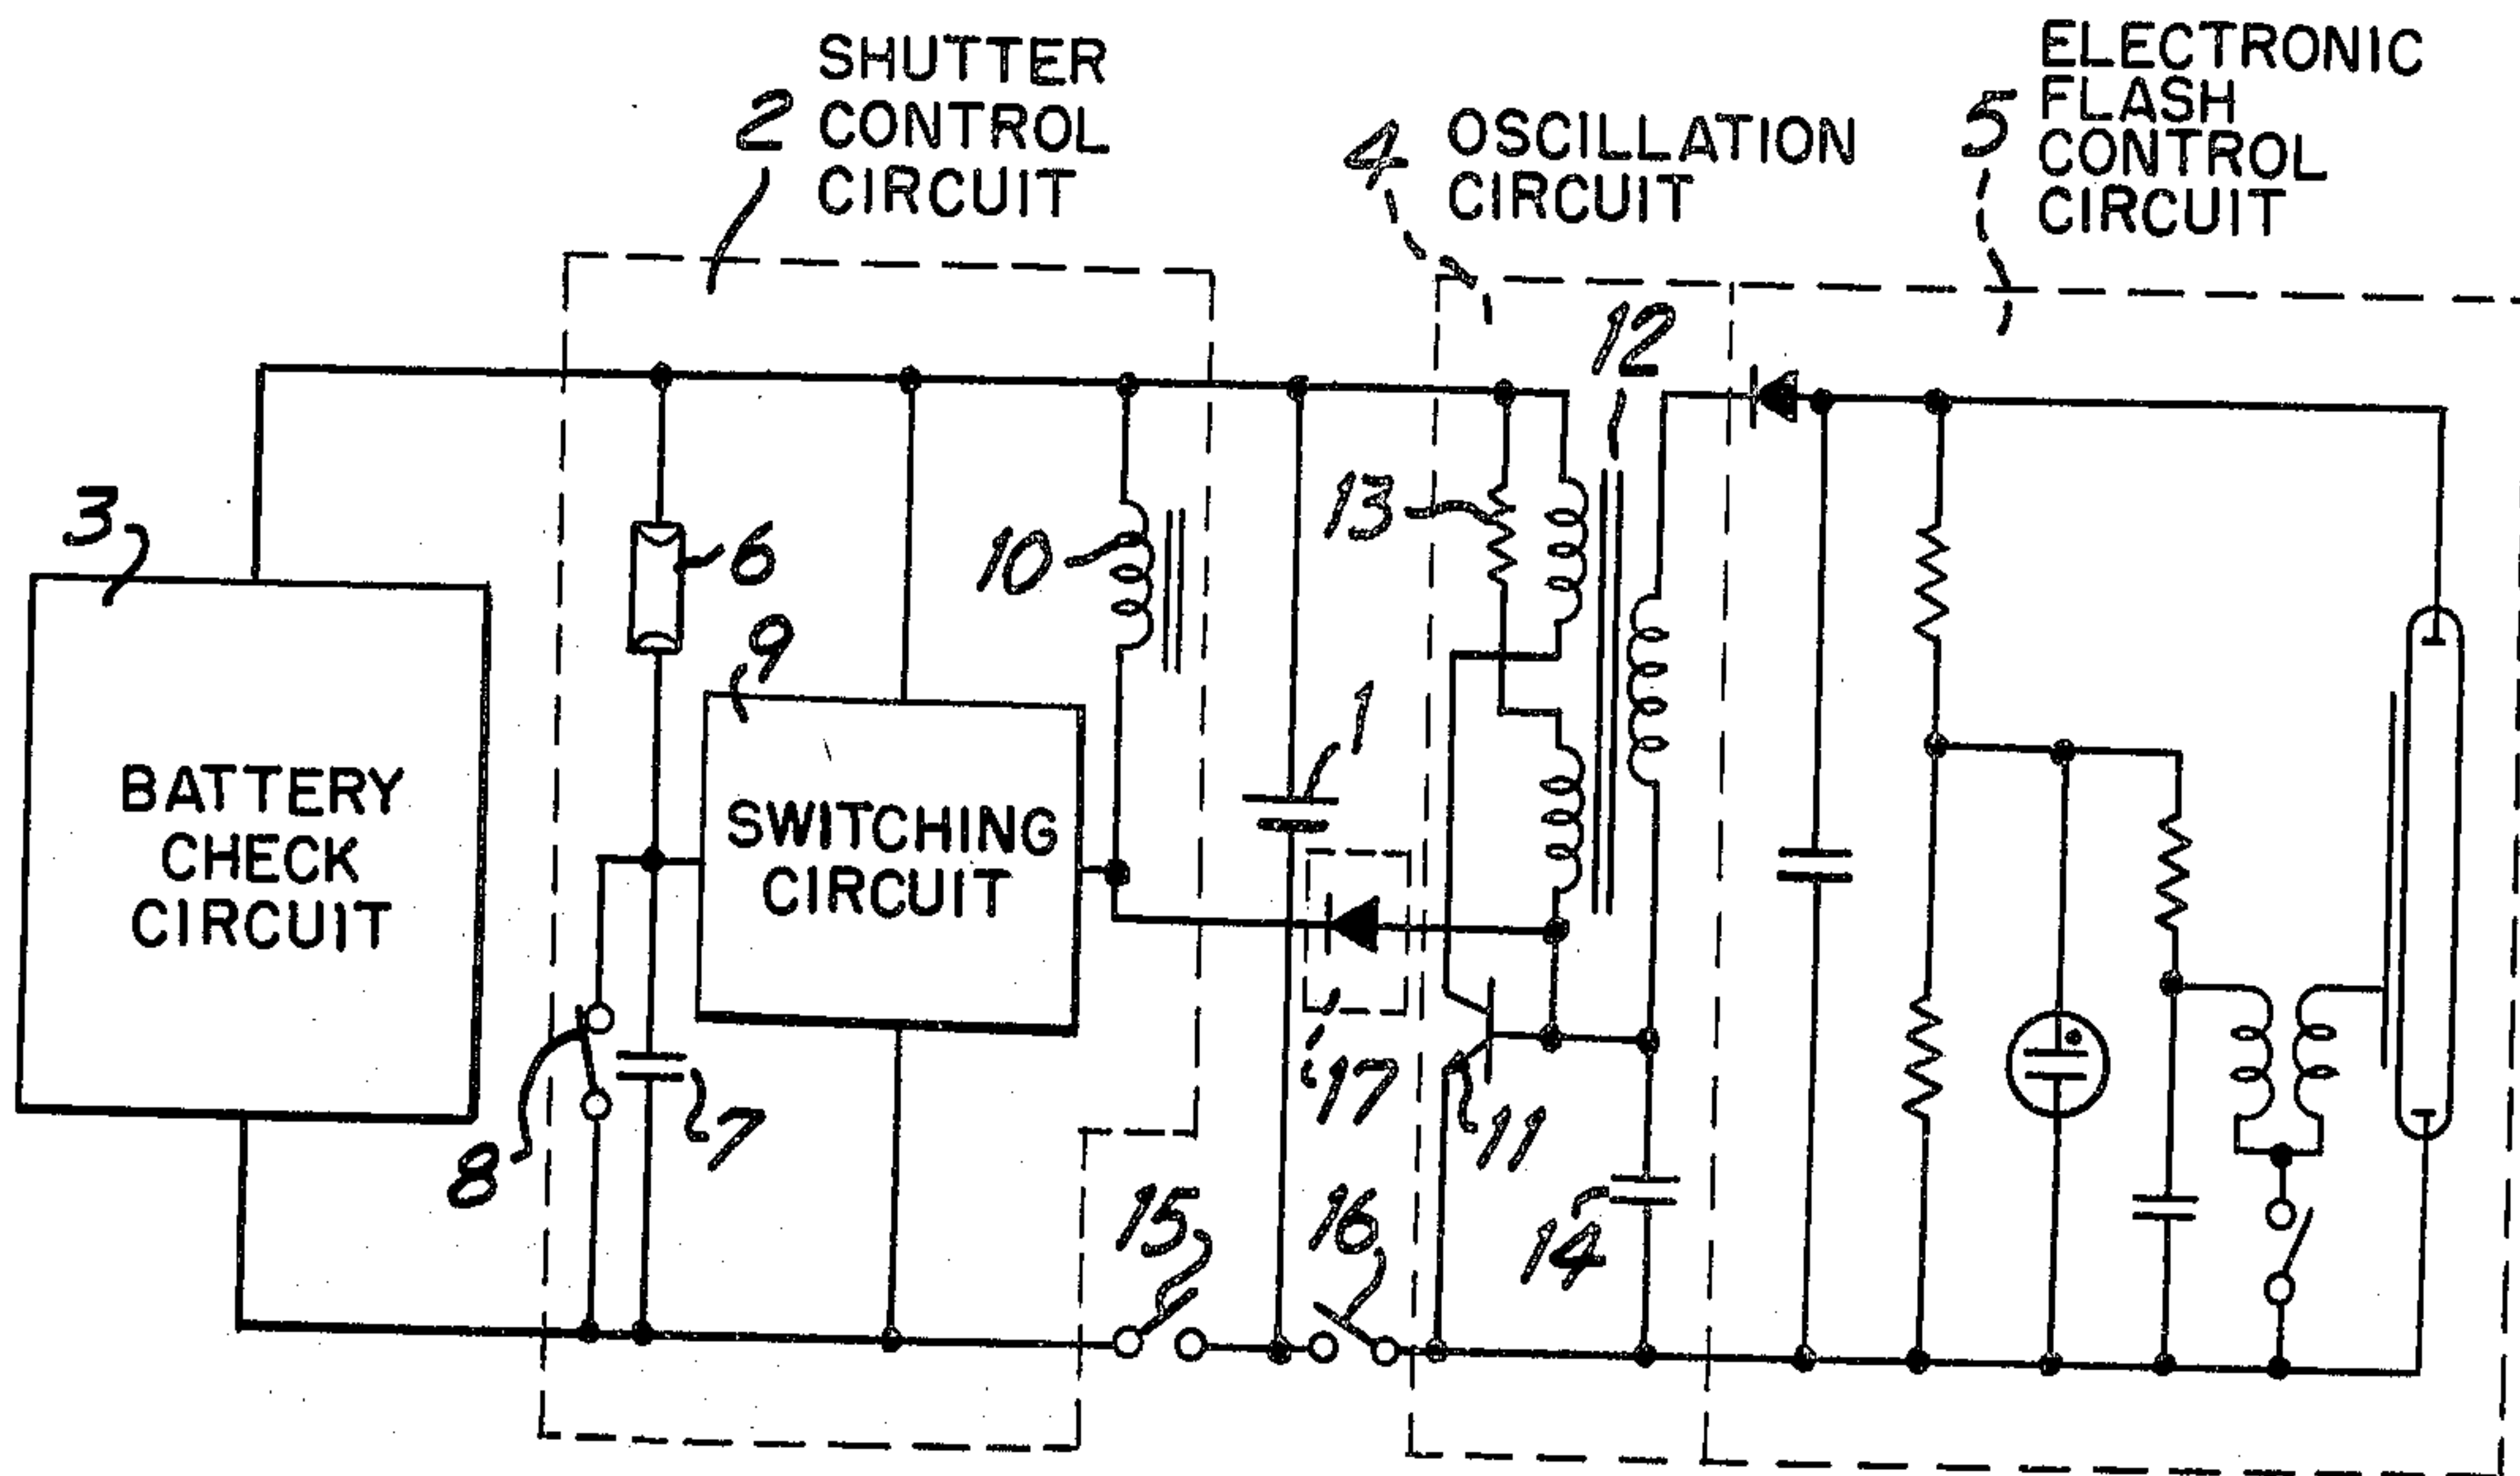 SHUTTER
2 CONTROL
CIRCUIT
4 OSCILLATION
CIRCUIT
ELECTRONIC
5 FLASH
CONTROL
CIRCUIT
12
3
6
10
13
9
1
BATTERY
CHECK
CIRCUIT
SWITCHING
CIRCUIT
8
7
17
11
15
16
14